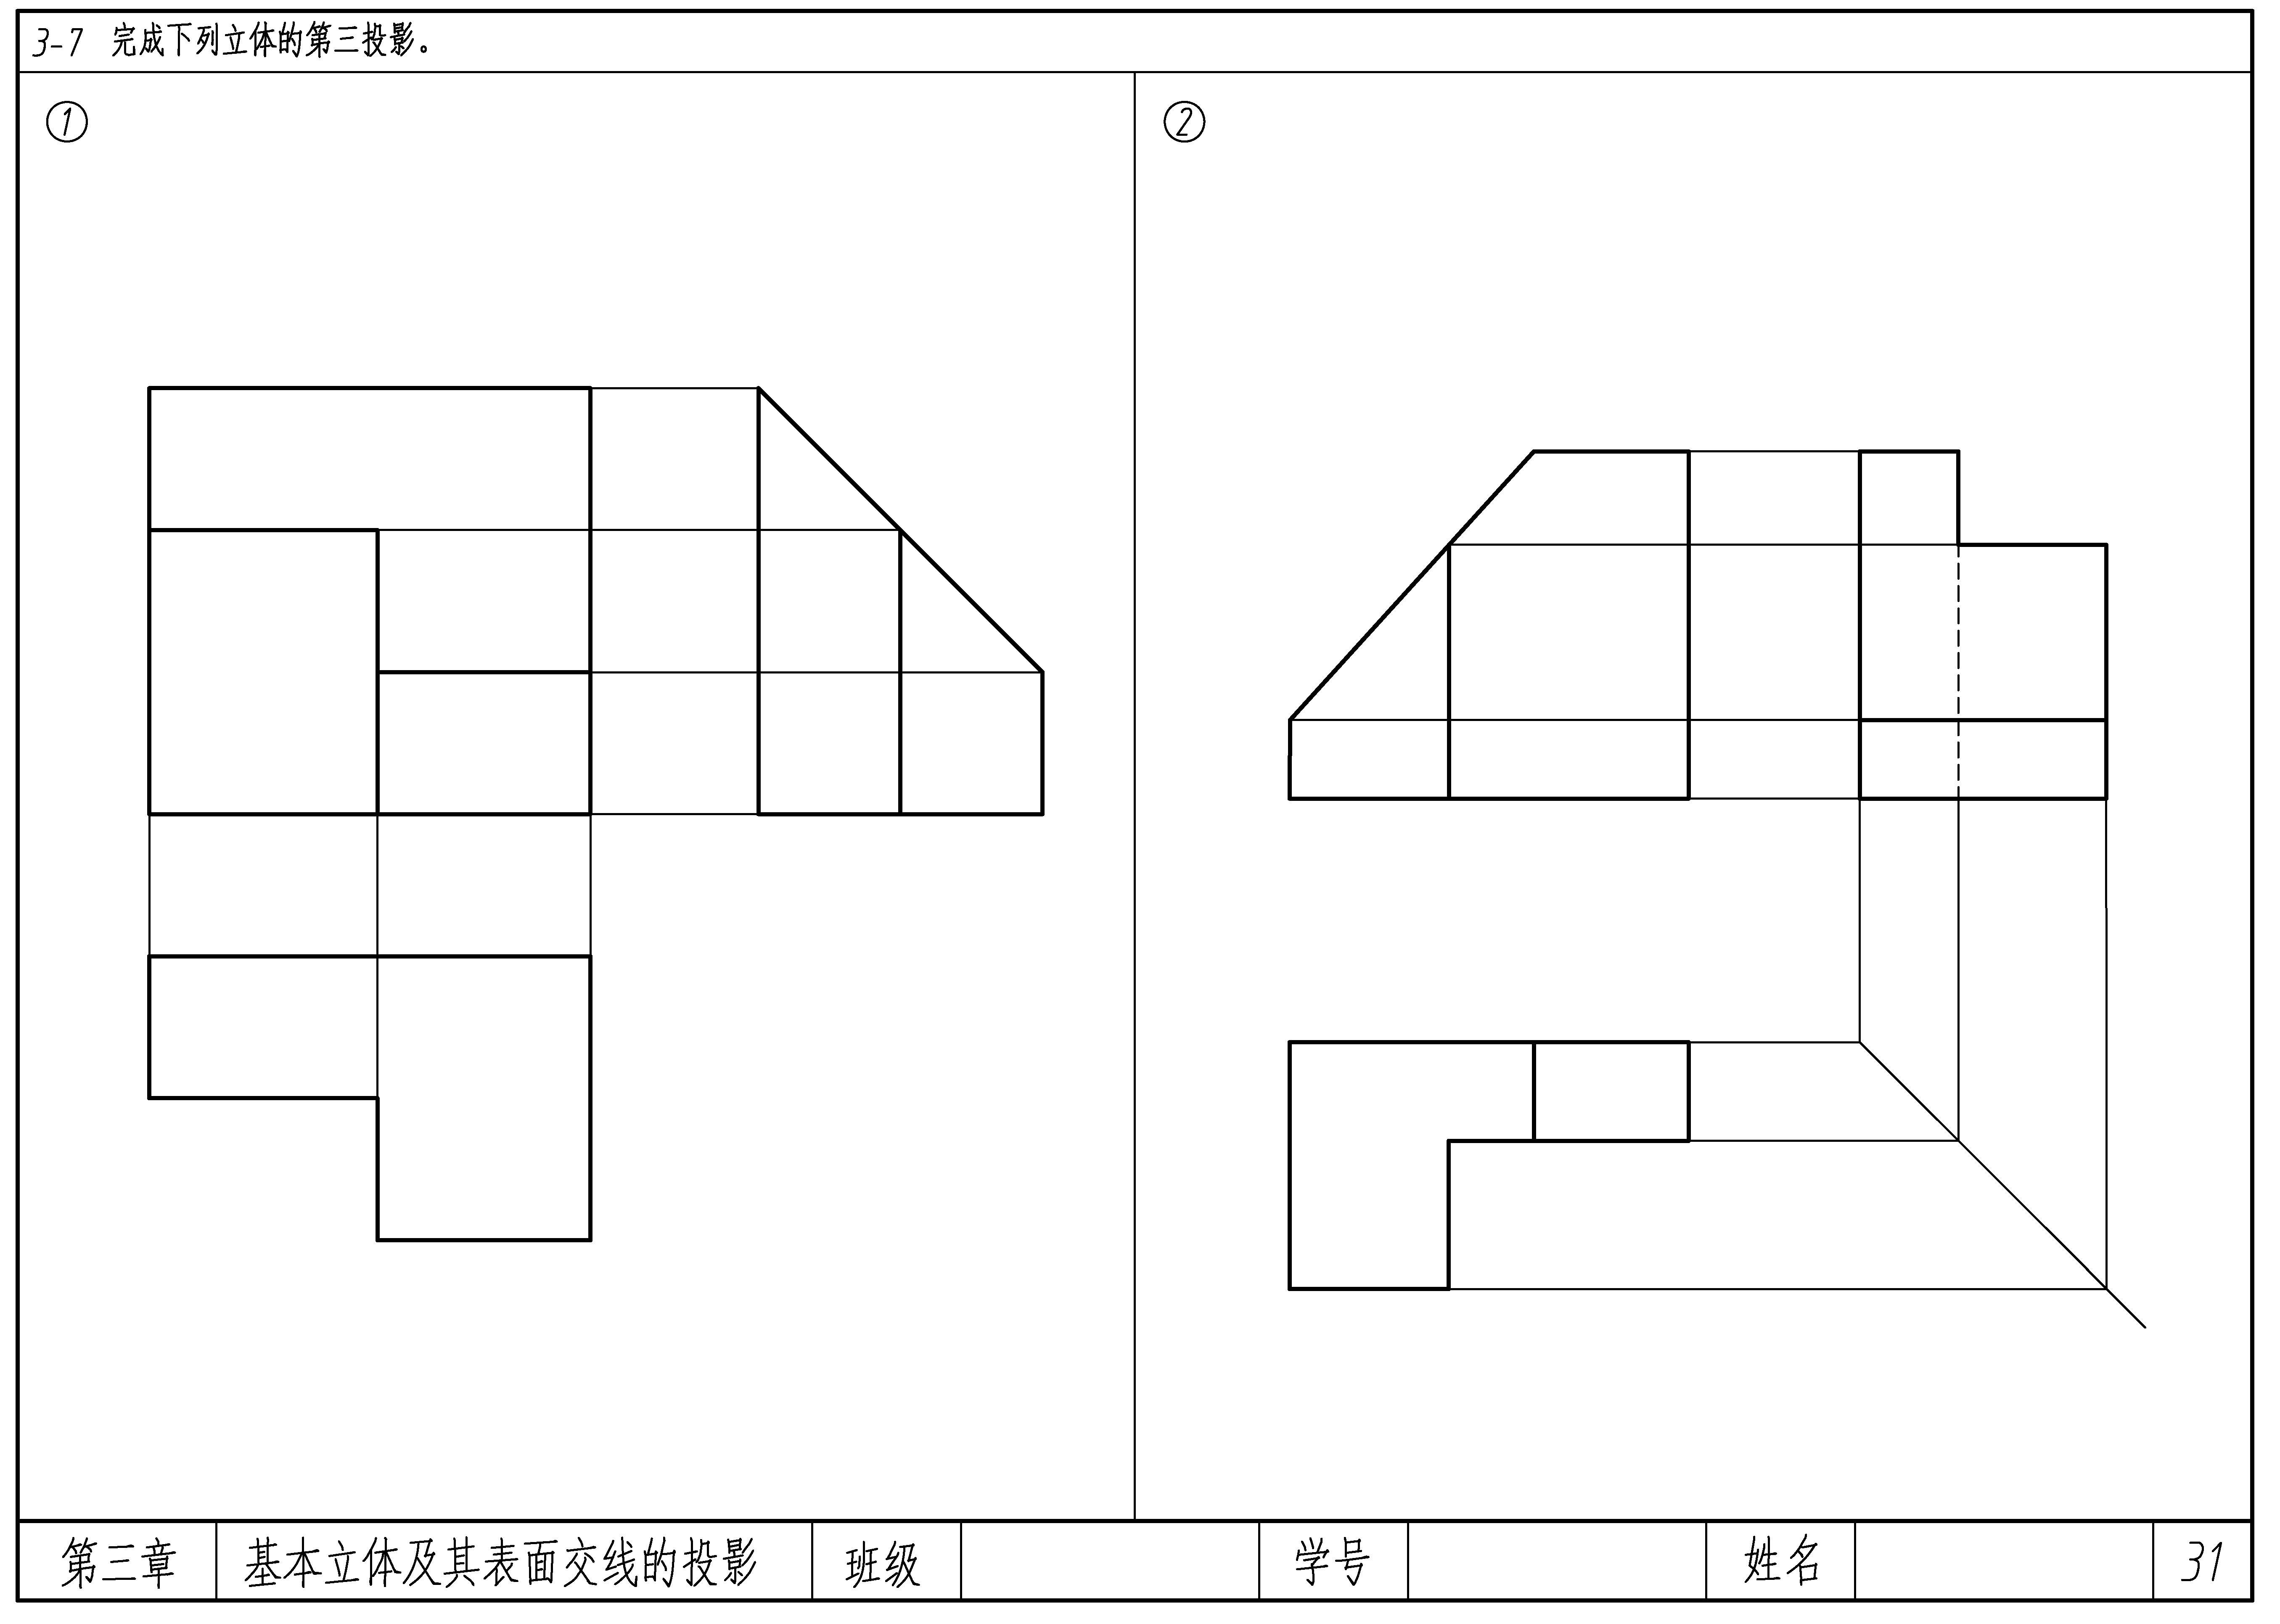 3-7 完成下列立体的第三投影。
① ②
第三章 基本立体及其表面交线的投影 班级 学号 姓名 31